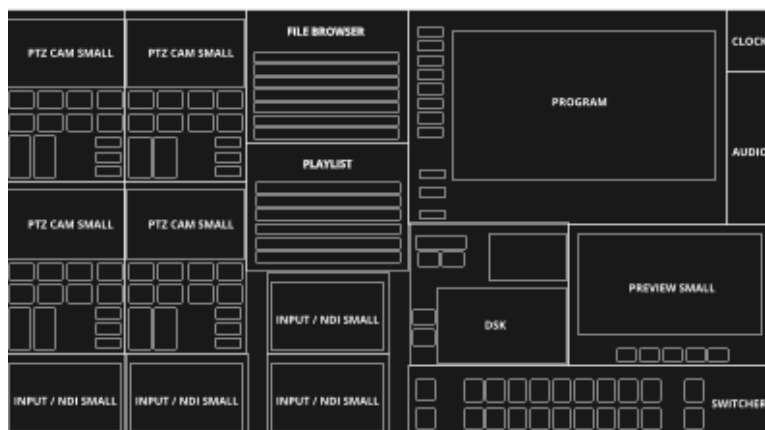 PTZ CAM SMALL
PTZ CAM SMALL
FILE BROWSER
PROGRAM
CLOCK
AUDIO
PLAYLIST
PTZ CAM SMALL
PTZ CAM SMALL
PREVIEW SMALL
INPUT / NDI SMALL
DSK
INPUT / NDI SMALL
INPUT / NDI SMALL
INPUT / NDI SMALL
SWITCHER